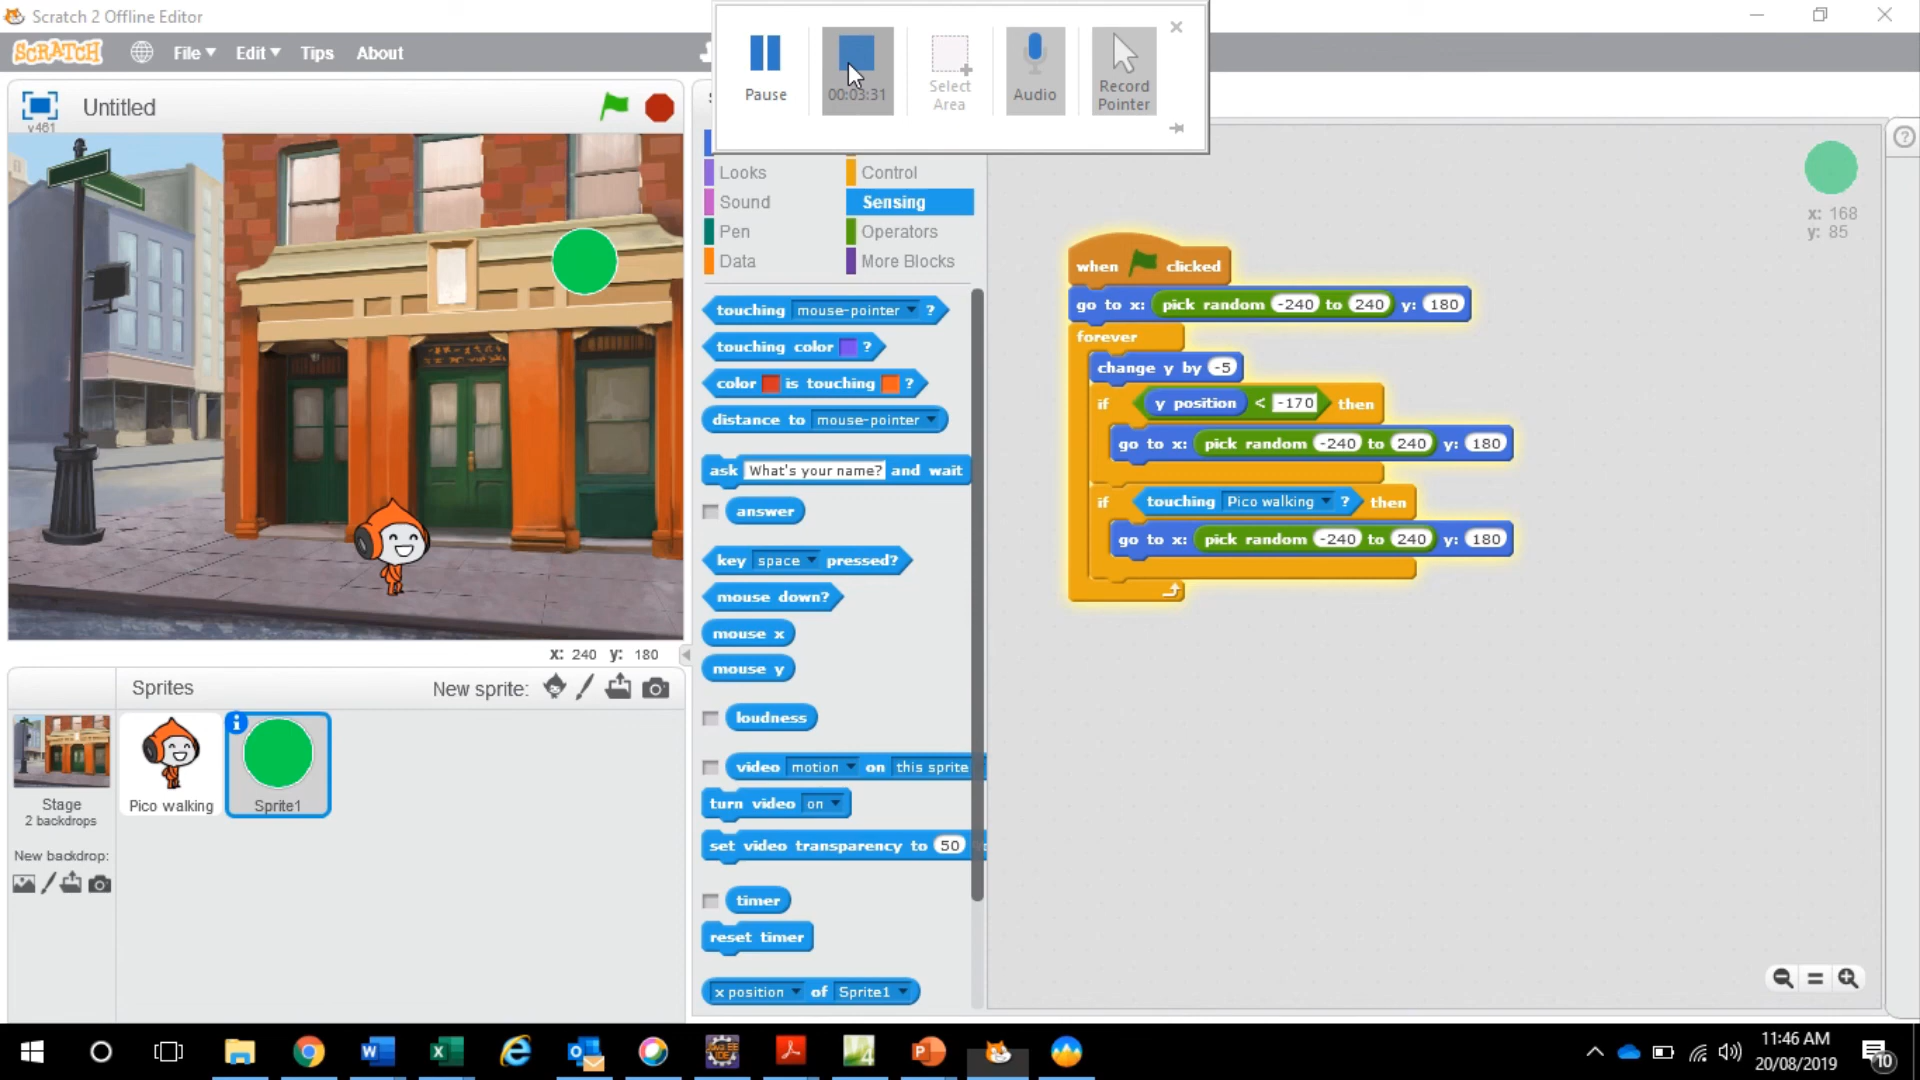 Scratch 2 Offline Editor
SCRATCH File Edit Tips About
Pause
00:03:31
Select
Area
Audio
Record
Pointer
Untitled
v461
Looks
Control
Sound
Sensing
Pen
Operators
Data
More Blocks
touching mouse-pointer ?
touching color ?
color is touching ?
distance to mouse-pointer
ask What's your name? and wait
answer
key space pressed?
mouse down?
mouse x
mouse y
loudness
video motion on this sprite
turn video on
set video transparency to 50
timer
reset timer
x position of Sprite1
x: 168
y: 85
when clicked
go to x: pick random -240 to 240 y: 180
forever
change y by -5
if y position < -170 then
go to x: pick random -240 to 240 y: 180
if touching Pico walking ? then
go to x: pick random -240 to 240 y: 180
x: 240 y: 180
Sprites
New sprite:
Stage
2 backdrops
New backdrop:
Pico walking
Sprite1
11:46 AM
20/08/2019
10